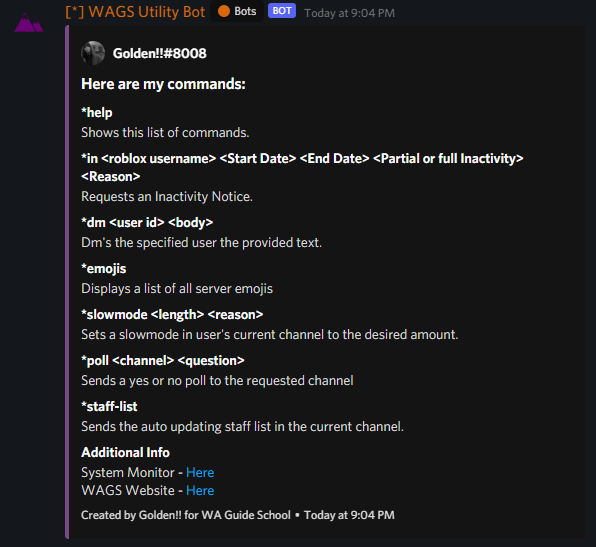 [*] WAGS Utility Bot Bots BOT Today at 9:04 PM
Golden!!#8008
Here are my commands:
*help
Shows this list of commands.
*in <roblox username> <Start Date> <End Date> <Partial or full Inactivity>
<Reason>
Requests an Inactivity Notice.
*dm <user id> <body>
Dm's the specified user the provided text.
*emojis
Displays a list of all server emojis
*slowmode <length> <reason>
Sets a slowmode in user's current channel to the desired amount.
*poll <channel> <question>
Sends a yes or no poll to the requested channel
*staff-list
Sends the auto updating staff list in the current channel.
Additional Info
System Monitor - Here
WAGS Website - Here
Created by Golden!! for WA Guide School • Today at 9:04 PM